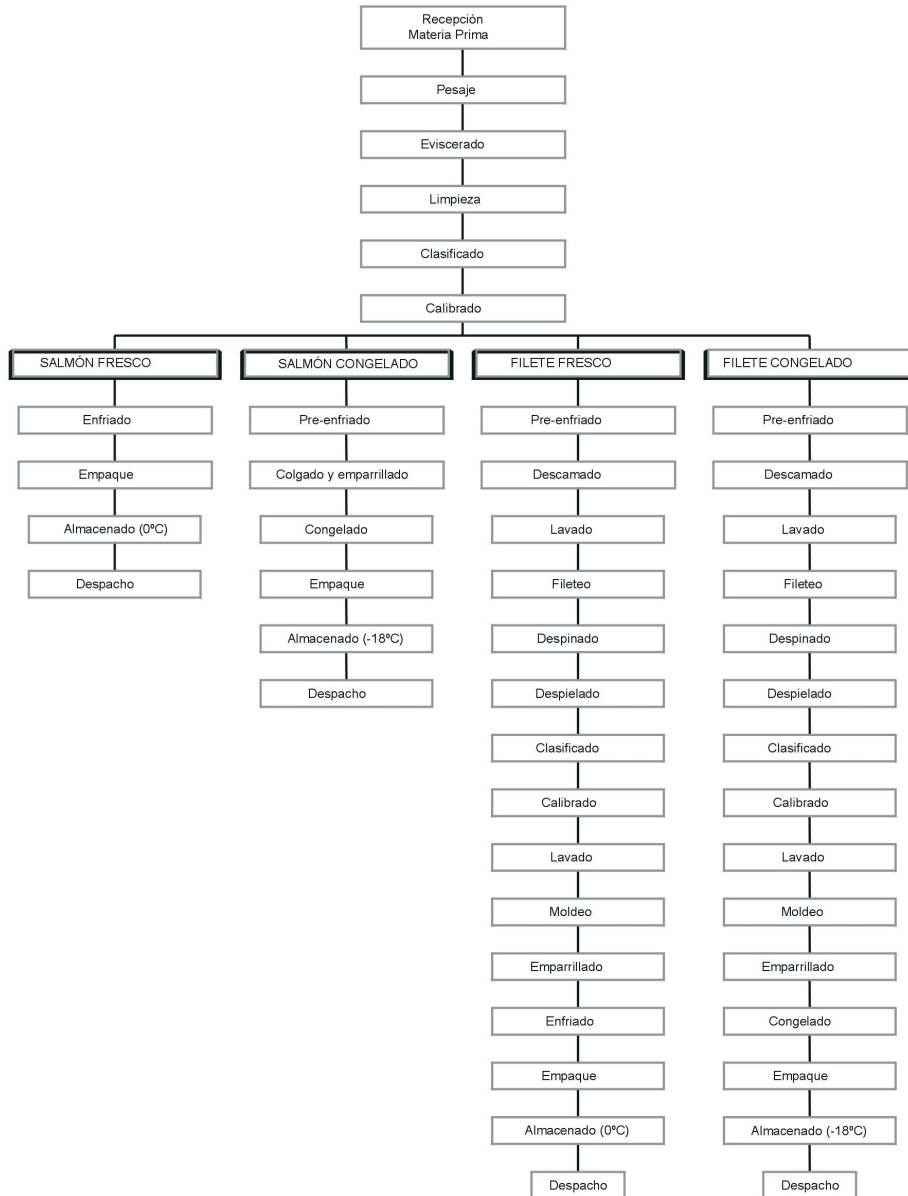 Recepción
Materia Prima
Pesaje
Eviscerado
Limpieza
Clasificado
Calibrado
SALMÓN FRESCO
Enfriado
Empaque
Almacenado (0ºC)
Despacho
SALMÓN CONGELADO
Pre-enfriado
Colgado y emparrillado
Congelado
Empaque
Almacenado (-18ºC)
Despacho
FILETE FRESCO
Pre-enfriado
Descamado
Lavado
Fileteo
Despinado
Despielado
Clasificado
Calibrado
Lavado
Moldeo
Emparrillado
Enfriado
Empaque
Almacenado (0ºC)
Despacho
FILETE CONGELADO
Pre-enfriado
Descamado
Lavado
Fileteo
Despinado
Despielado
Clasificado
Calibrado
Lavado
Moldeo
Emparrillado
Congelado
Empaque
Almacenado (-18ºC)
Despacho